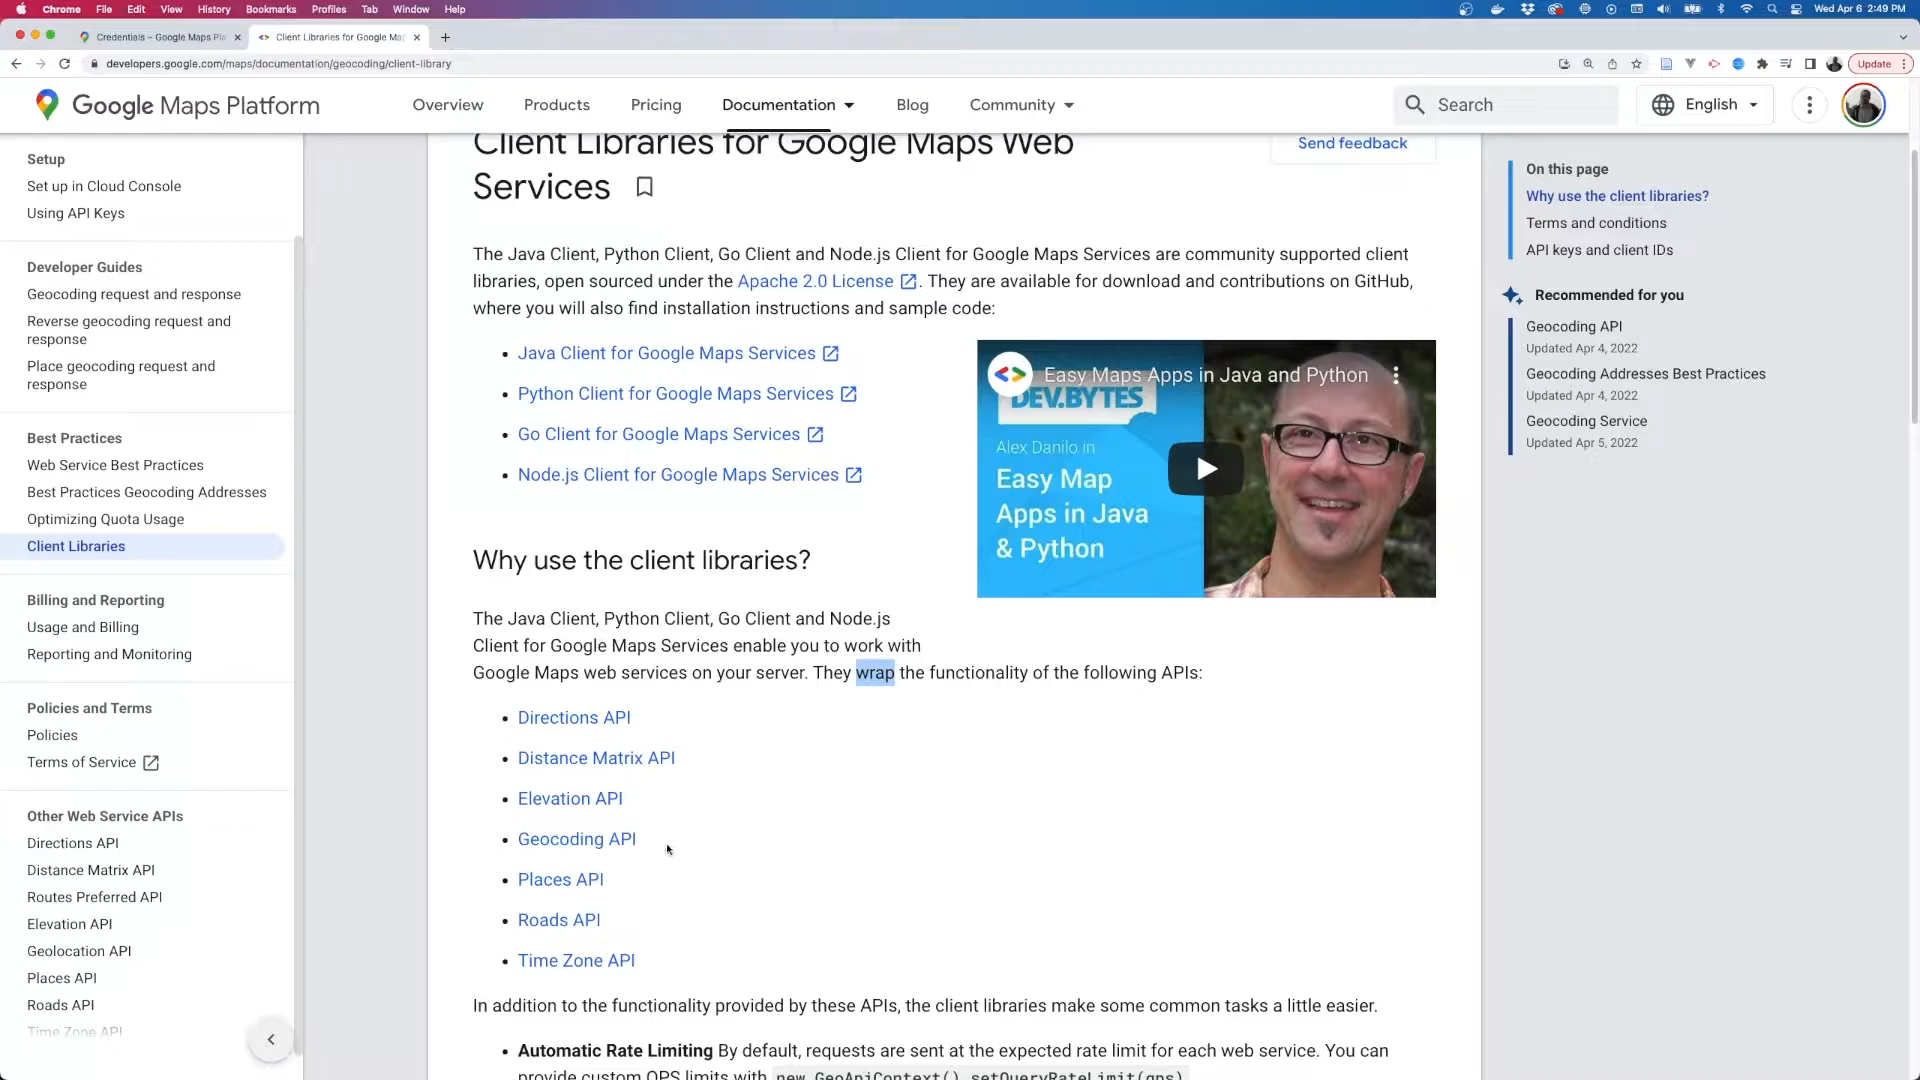 Chrome File Edit View History Bookmarks Profiles Tab Window Help
Wed Apr 6 2:49 PM
Credentials – Google Maps Pla
Client Libraries for Google Map
developers.google.com/maps/documentation/geocoding/client-library
Update
Google Maps Platform
Overview Products Pricing Documentation Blog Community
Search
English
Setup
Set up in Cloud Console
Using API Keys
Developer Guides
Geocoding request and response
Reverse geocoding request and
response
Place geocoding request and
response
Best Practices
Web Service Best Practices
Best Practices Geocoding Addresses
Optimizing Quota Usage
Client Libraries
Billing and Reporting
Usage and Billing
Reporting and Monitoring
Policies and Terms
Policies
Terms of Service
Other Web Service APIs
Directions API
Distance Matrix API
Routes Preferred API
Elevation API
Geolocation API
Places API
Roads API
Time Zone API
Client Libraries for Google Maps Web
Services
Send feedback
The Java Client, Python Client, Go Client and Node.js Client for Google Maps Services are community supported client
libraries, open sourced under the Apache 2.0 License. They are available for download and contributions on GitHub,
where you will also find installation instructions and sample code:
• Java Client for Google Maps Services
• Python Client for Google Maps Services
• Go Client for Google Maps Services
• Node.js Client for Google Maps Services
Easy Maps Apps in Java and Python
DEV.BYTES
Alex Danilo in
Easy Map
Apps in Java
& Python
Why use the client libraries?
The Java Client, Python Client, Go Client and Node.js
Client for Google Maps Services enable you to work with
Google Maps web services on your server. They wrap the functionality of the following APIs:
• Directions API
• Distance Matrix API
• Elevation API
• Geocoding API
• Places API
• Roads API
• Time Zone API
In addition to the functionality provided by these APIs, the client libraries make some common tasks a little easier.
• Automatic Rate Limiting By default, requests are sent at the expected rate limit for each web service. You can
provide custom QPS limits with new GeoApiContext().setQueryRateLimit(qps)
On this page
Why use the client libraries?
Terms and conditions
API keys and client IDs
Recommended for you
Geocoding API
Updated Apr 4, 2022
Geocoding Addresses Best Practices
Updated Apr 4, 2022
Geocoding Service
Updated Apr 5, 2022